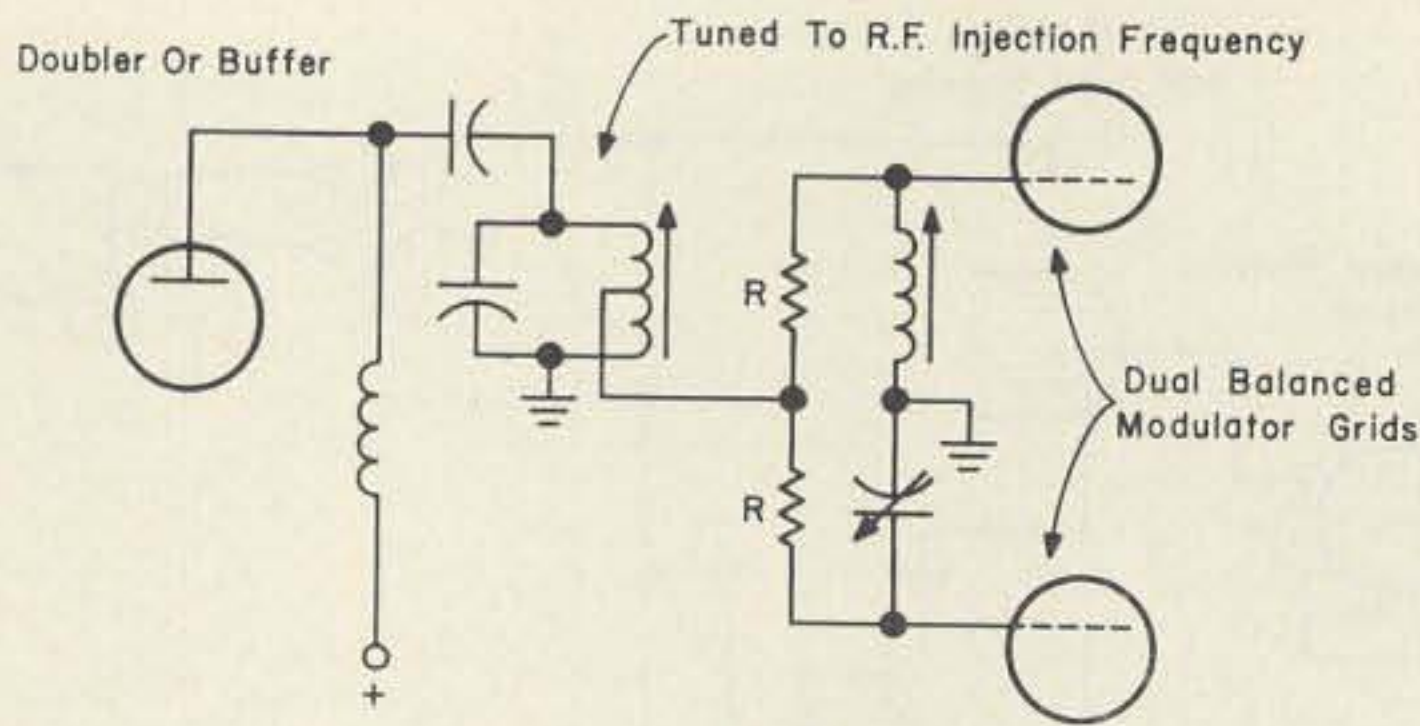 Doubler Or Buffer
Tuned To R.F. Injection Frequency
R
R
Dual Balanced
Modulator Grids
+